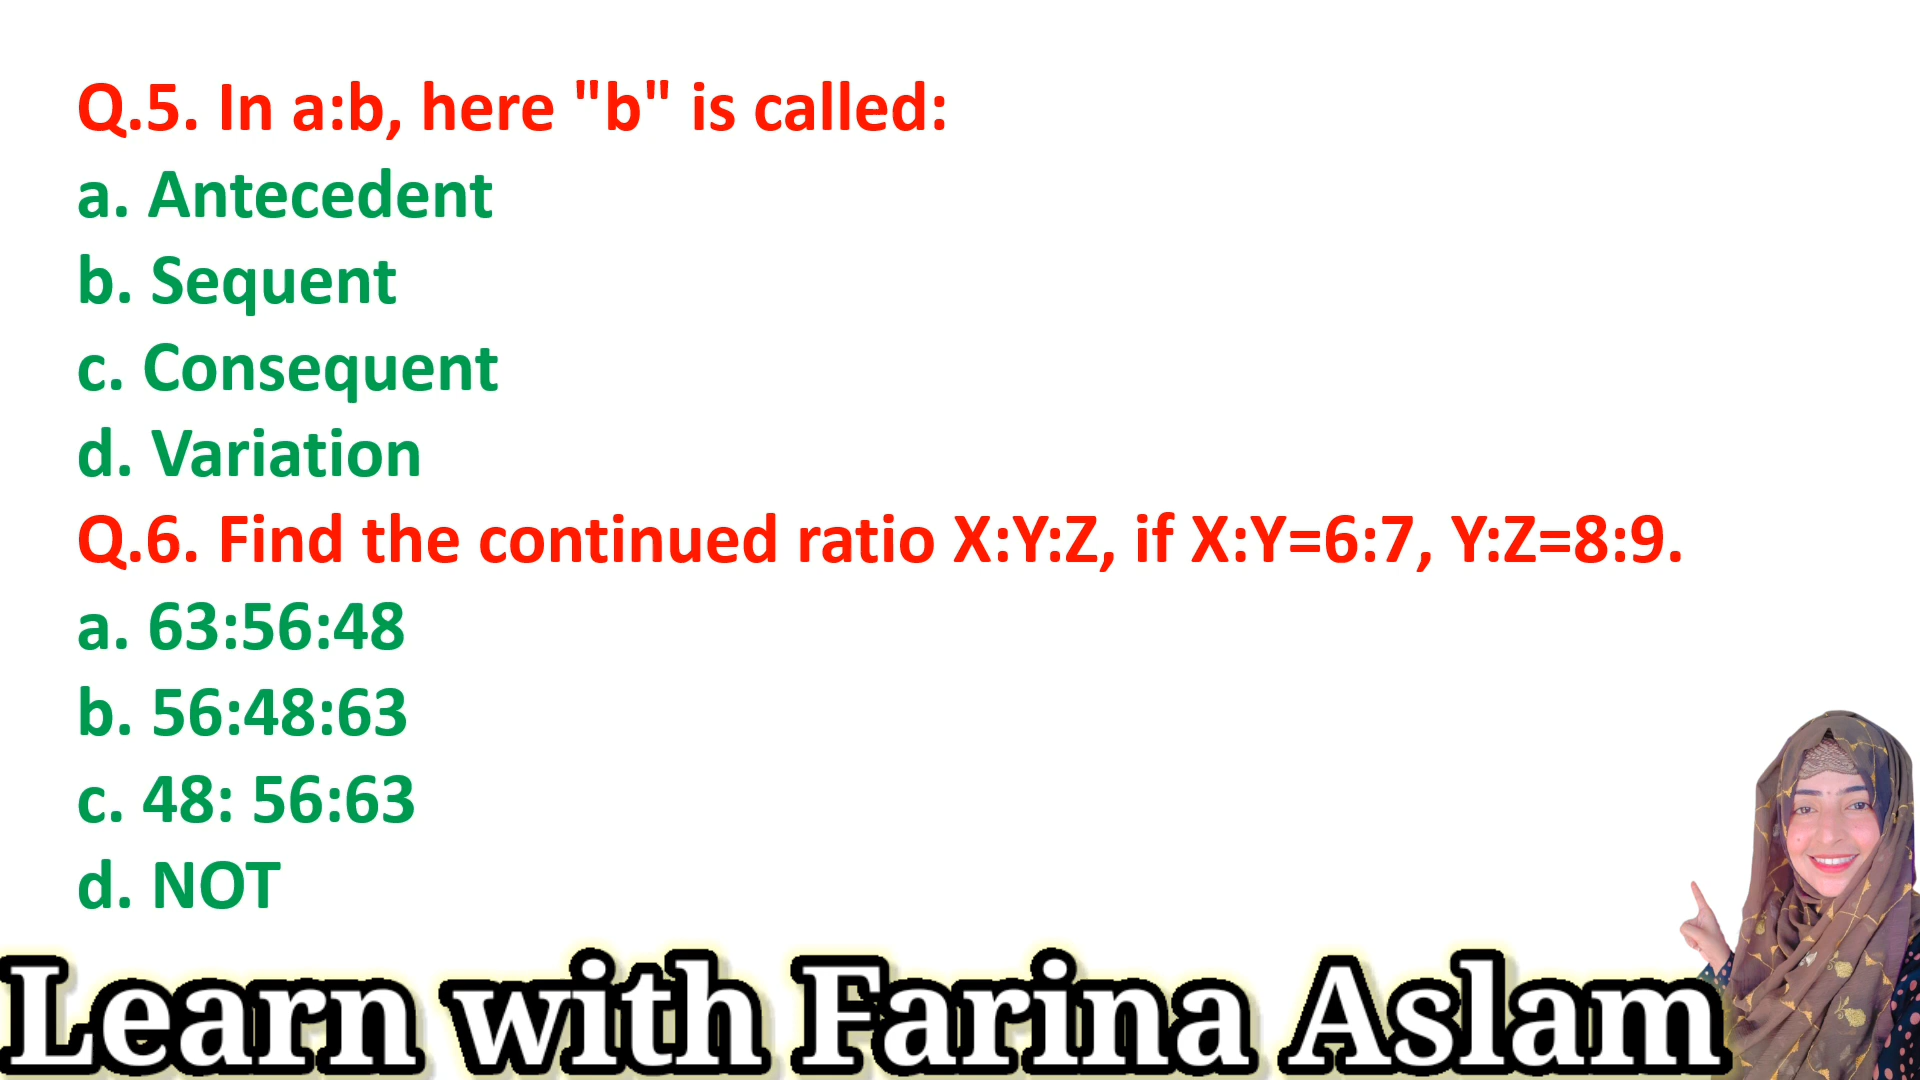 Q.5. In a:b, here "b" is called:
a. Antecedent
b. Sequent
c. Consequent
d. Variation
Q.6. Find the continued ratio X:Y:Z, if X:Y=6:7, Y:Z=8:9.
a. 63:56:48
b. 56:48:63
c. 48: 56:63
d. NOT
Learn with Farina Aslam